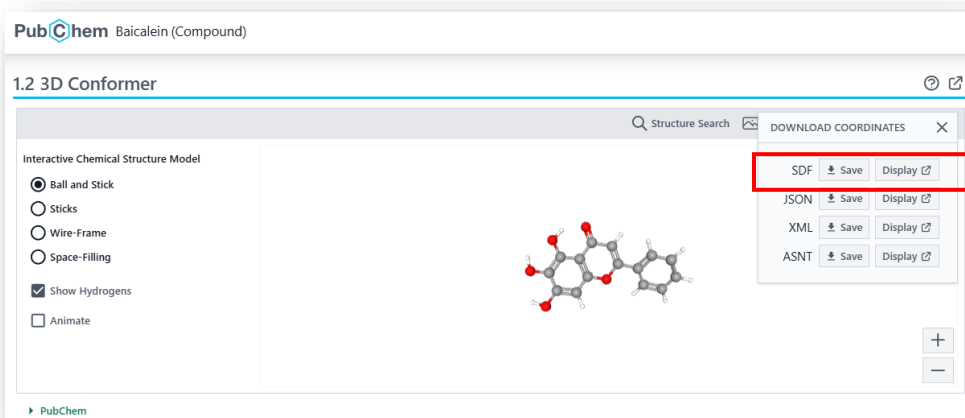 PubChem Baicalein (Compound)
1.2 3D Conformer
Structure Search
DOWNLOAD COORDINATES
Interactive Chemical Structure Model
Ball and Stick
Sticks
Wire-Frame
Space-Filling
Show Hydrogens
Animate
SDF Save Display
JSON Save Display
XML Save Display
ASNT Save Display
PubChem